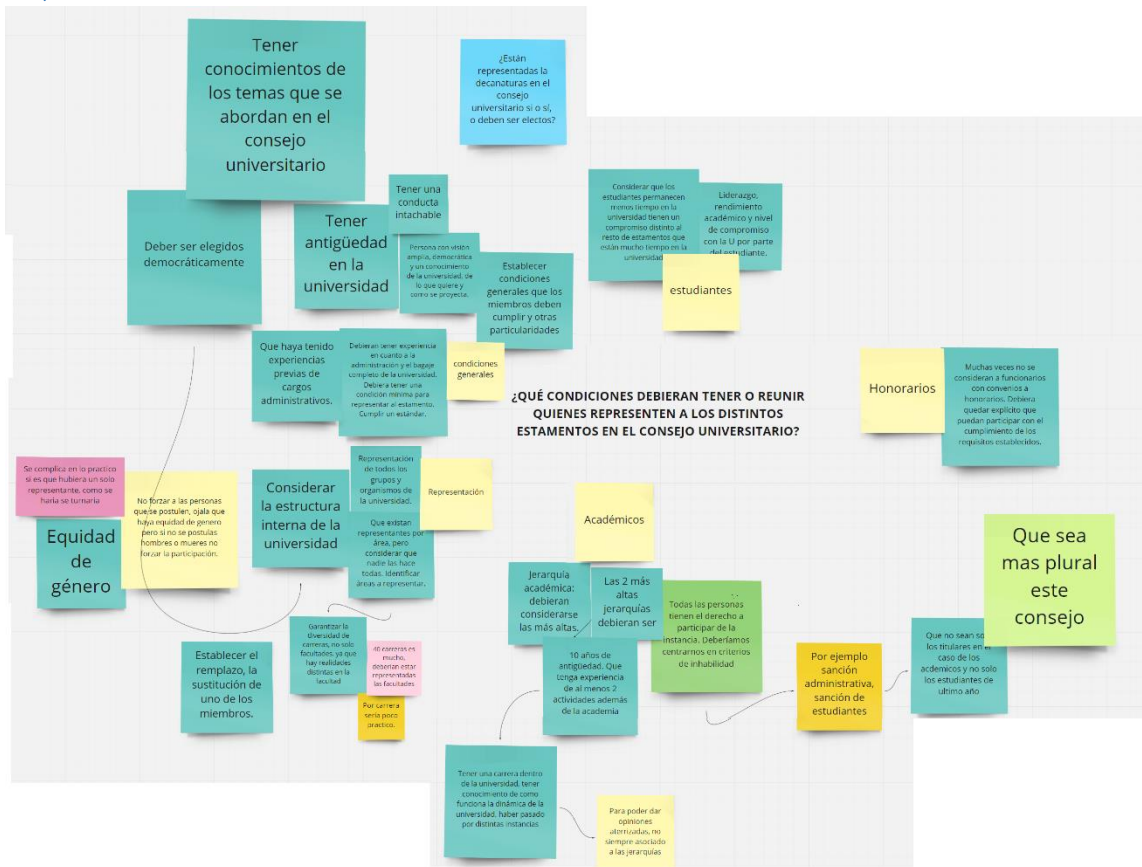 Tener
conocimientos de
los temas que se
abordan en el
consejo
universitario
¿Están
representadas la
decanaturas en el
consejo
universitario si o sí,
o deben ser electos?
Deber ser elegidos
democráticamente
Tener
antigüedad
en la
universidad
Tener una
conducta
intachable
Persona con visión
amplia, democrática
y un conocimiento
de la universidad, de
lo que quiere y
como se proyecta.
Establecer
condiciones
generales que los
miembros deben
cumplir y otras
particularidades
Considerar que los
estudiantes permanecen
menos tiempo en la
universidad tienen un
compromiso distinto al
resto de estamentos que
están mucho tiempo en la
universidad
Liderazgo,
rendimiento
académico y nivel
de compromiso
con la U por parte
del estudiante.
estudiantes
Que haya tenido
experiencias
previas de
cargos
administrativos.
Debieran tener experiencia
en cuanto a la
administración y el bagaje
completo de la universidad.
Debiera tener una
condición mínima para
representar al estamento.
Cumplir un estándar.
condiciones
generales
¿QUÉ CONDICIONES DEBIERAN TENER O REUNIR
QUIENES REPRESENTEN A LOS DISTINTOS
ESTAMENTOS EN EL CONSEJO UNIVERSITARIO?
Honorarios
Muchas veces no se
consideran a funcionarios
con convenios a
honorarios. Debiera
quedar explícito que
puedan participar con el
cumplimiento de los
requisitos establecidos.
Se complica en lo practico
si es que hubiera un solo
representante, como se
haria se turnaria
Equidad
de
género
No forzar a las personas
que se postulen, ojala que
haya equidad de genero
pero si no se postulas
hombres o mueres no
forzar la participación.
Considerar
la estructura
interna de la
universidad
Representación
de todos los
grupos y
organismos de
la universidad.
Representación
Que existan
representantes por
área, pero
considerar que
nadie las hace
todas. Identificar
áreas a representar.
Académicos
Jerarquía
académica:
debieran
considerarse
las más altas.
Las 2 más
altas
jerarquías
debieran ser
Todas las personas
tienen el derecho a
participar de la
instancia. Deberíamos
centrarnos en criterios
de inhabilidad
Que sea
mas plural
este
consejo
Establecer el
remplazo, la
sustitución de
uno de los
miembros.
Garantizar la
diversidad de
carreras, no solo
facultades. ya que
hay realidades
distintas en la
facultad
40 carreras es
mucho,
deberían estar
representadas
las facultades
Por carrera
sería poco
practico.
10 años de
antigüedad. Que
tenga experiencia
de al menos 2
actividades además
de la academia
Por ejemplo
sanción
administrativa,
sanción de
estudiantes
Que no sean
los titulares en el
caso de los
acdemicos y no solo
los estudiantes de
ultimo año
Tener una carrera dentro
de la universidad, tener
conocimiento de como
funciona la dinámica de la
universidad, haber pasado
por distintas instancias
Para poder dar
opiniones
aterrizadas, no
siempre asociado
a las jerarquías